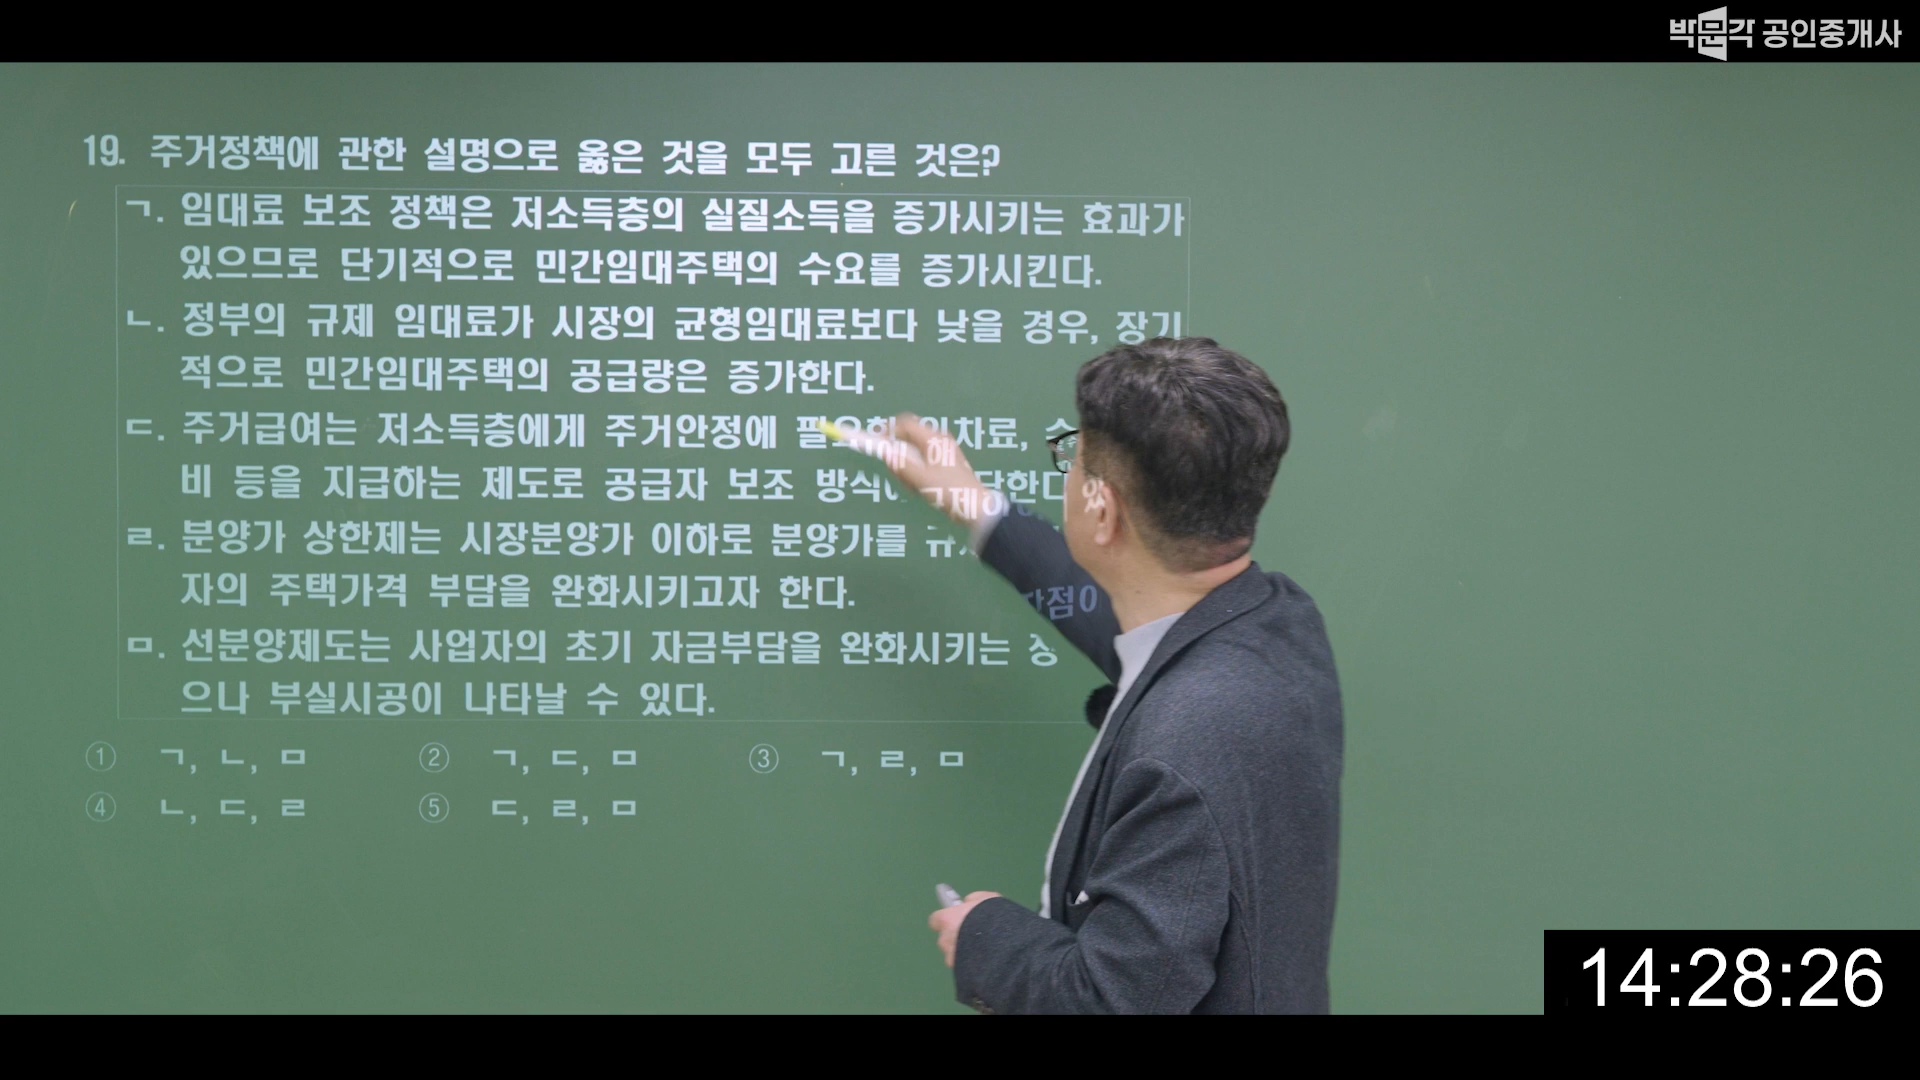 박문각 공인중개사
19. 주거정책에 관한 설명으로 옳은 것을 모두 고른 것은?
ㄱ. 임대료 보조 정책은 저소득층의 실질소득을 증가시키는 효과가
있으므로 단기적으로 민간임대주택의 수요를 증가시킨다.
ㄴ. 정부의 규제 임대료가 시장의 균형임대료보다 낮을 경우, 장기
적으로 민간임대주택의 공급량은 증가한다.
ㄷ. 주거급여는 저소득층에게 주거안정에 필요한 임차료,
비 등을 지급하는 제도로 공급자 보조 방식에 해
ㄹ. 분양가 상한제는 시장분양가 이하로 분양가를 규제하여
자의 주택가격 부담을 완화시키고자 한다.
ㅁ. 선분양제도는 사업자의 초기 자금부담을 완화시키는 장점이
으나 부실시공이 나타날 수 있다.
① ㄱ, ㄴ, ㅁ ② ㄱ, ㄷ, ㅁ ③ ㄱ, ㄹ, ㅁ
④ ㄴ, ㄷ, ㄹ ⑤ ㄷ, ㄹ, ㅁ
14:28:26